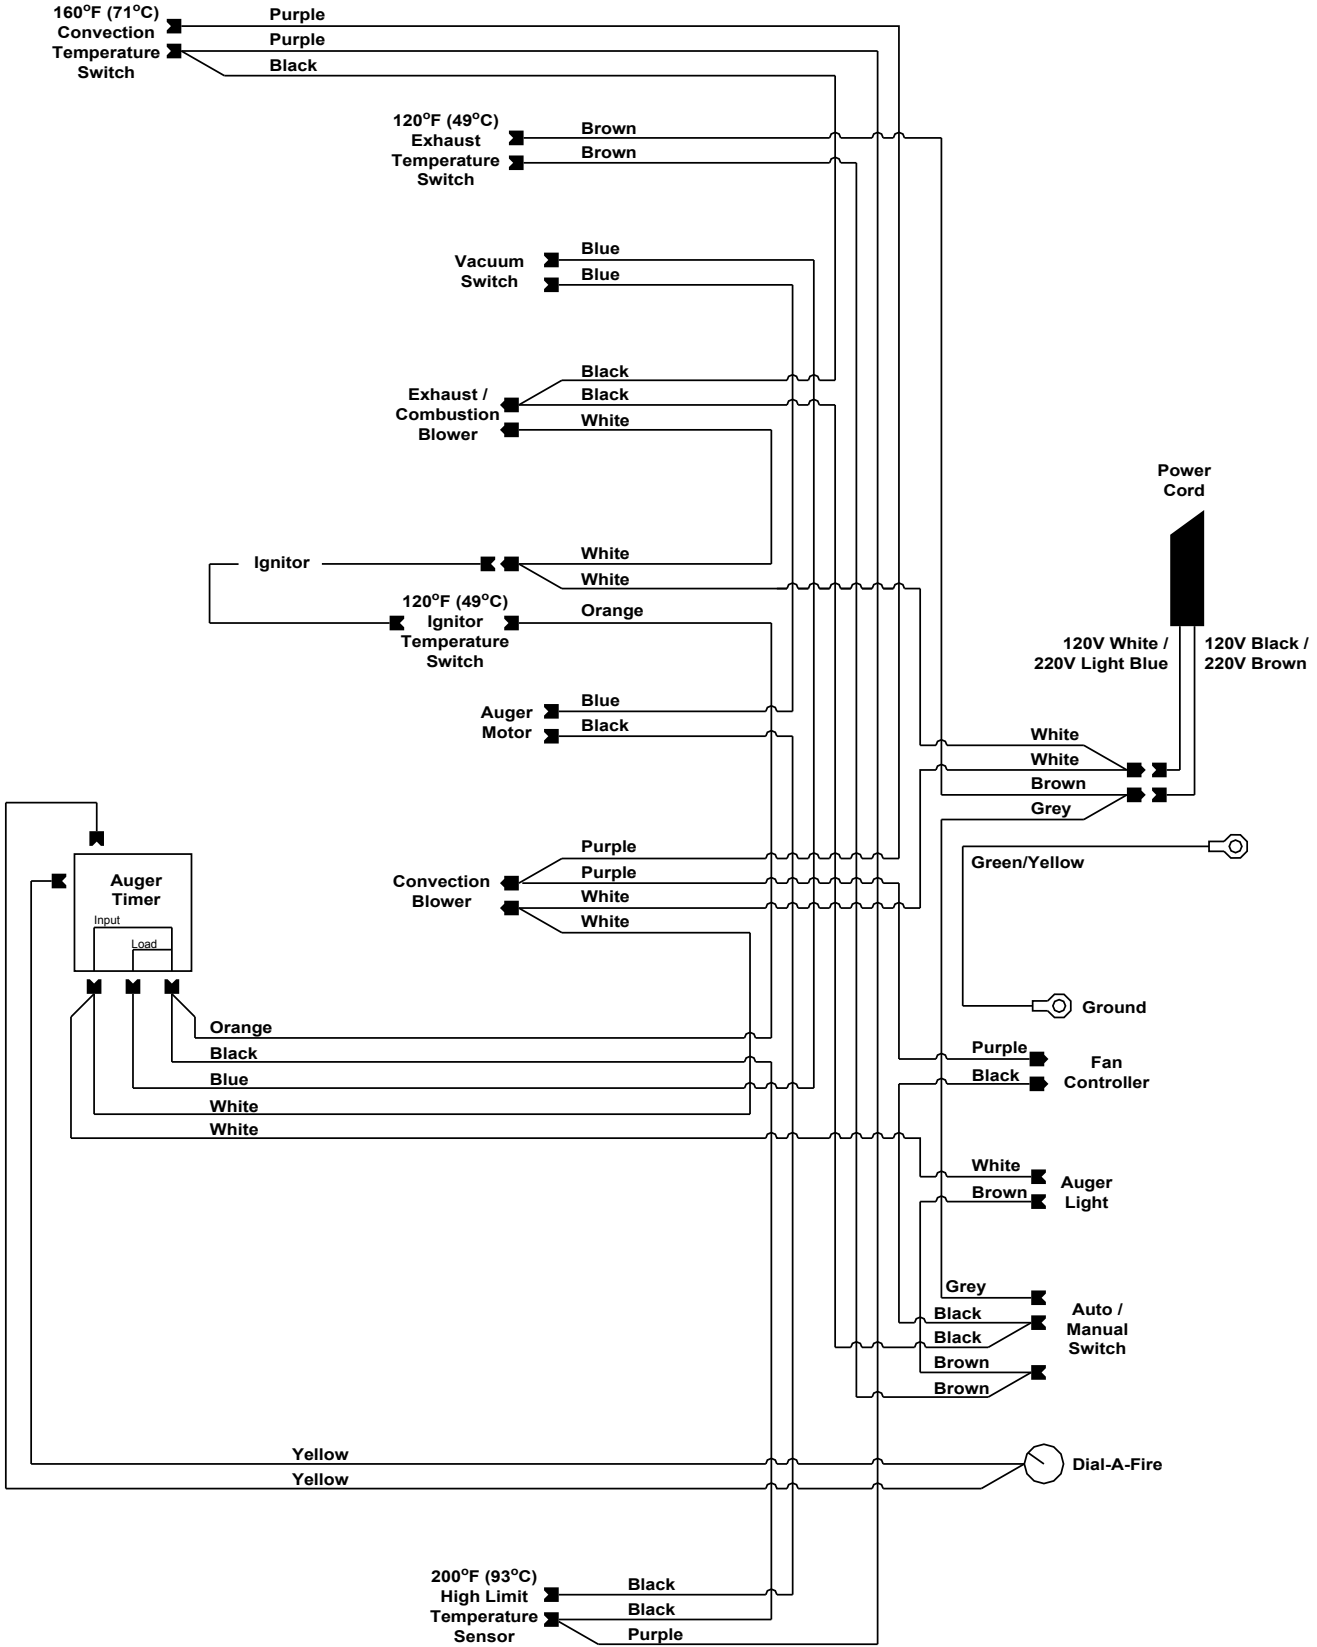 160°F (71°C)
Convection
Temperature
Switch
Purple
Purple
Black
120°F (49°C)
Exhaust
Temperature
Switch
Brown
Brown
Vacuum
Switch
Blue
Blue
Exhaust /
Combustion
Blower
Black
Black
White
Power
Cord
Ignitor
White
White
120°F (49°C)
Ignitor
Temperature
Switch
Orange
120V White /
220V Light Blue
120V Black /
220V Brown
Auger
Motor
Blue
Black
White
White
Brown
Grey
Green/Yellow
Convection
Blower
Purple
Purple
White
White
Auger
Timer
Input
Load
Ground
Orange
Black
Blue
White
White
Purple
Black
Fan
Controller
White
Brown
Auger
Light
Grey
Black
Black
Brown
Brown
Auto /
Manual
Switch
Yellow
Yellow
Dial-A-Fire
200°F (93°C)
High Limit
Temperature
Sensor
Black
Black
Purple